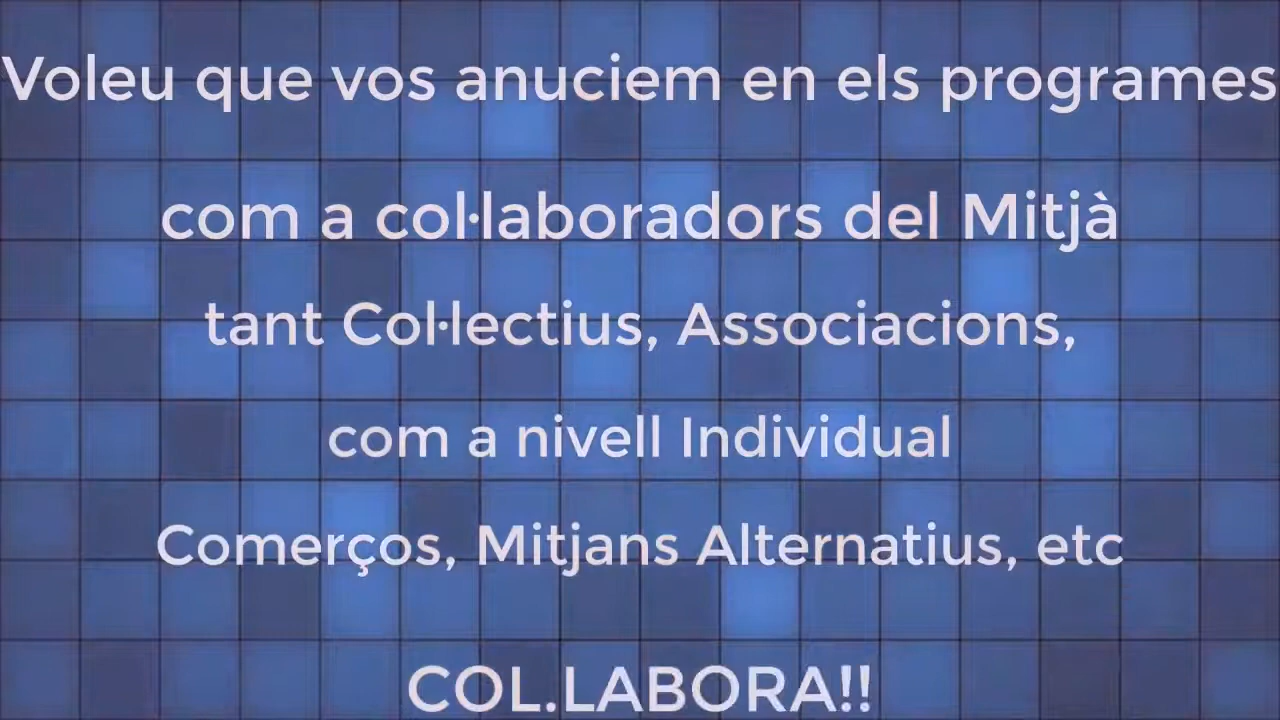 Voleu que vos anuciem en els programes
com a col·laboradors del Mitjà
tant Col·lectius, Associacions,
com a nivell Individual
Comerços, Mitjans Alternatius, etc
COL.LABORA!!